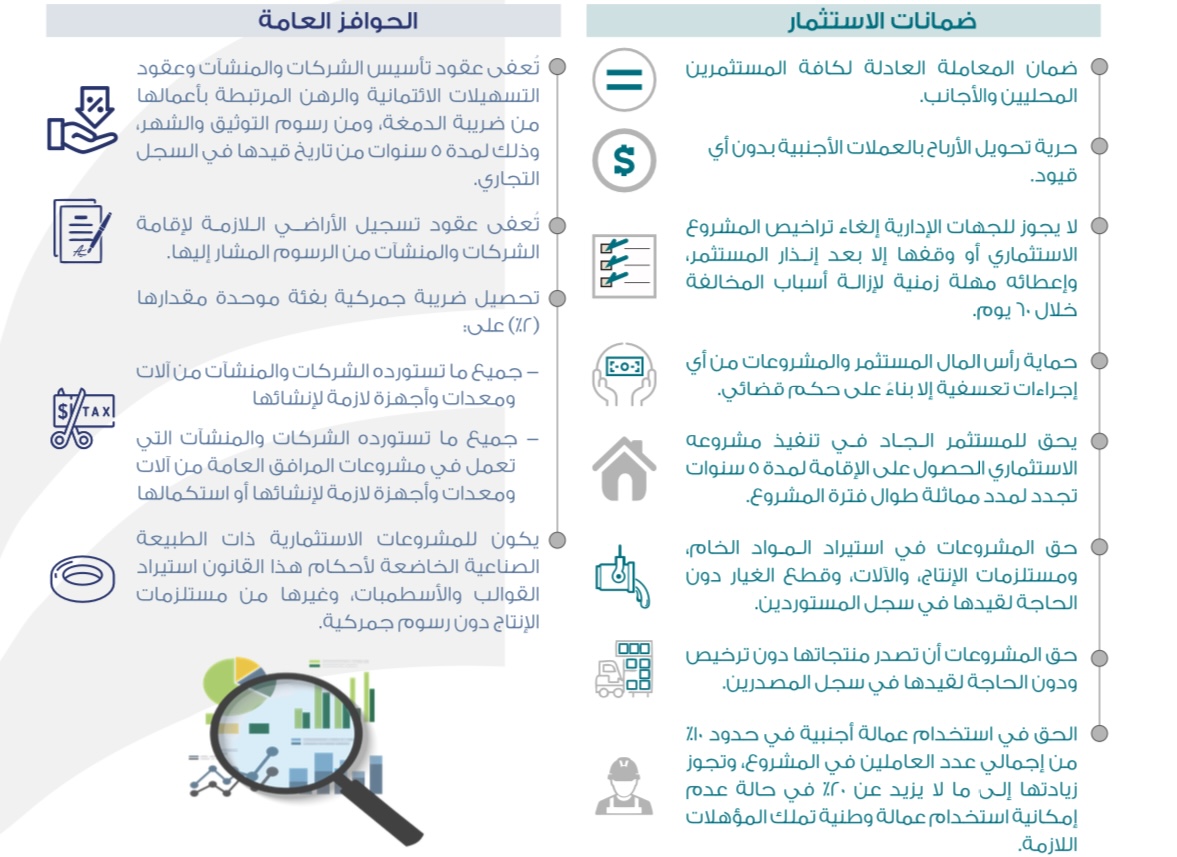 ضمانات الاستثمار
ضمان المعاملة العادلة لكافة المستثمرين
المحليين والأجانب.
حرية تحويل الأرباح بالعملات الأجنبية بدون أي
قيود.
لا يجوز للجهات الإدارية إلغاء تراخيص المشروع
الاستثماري أو وقفها إلا بعد إنذار المستثمر،
وإعطائه مهلة زمنية لإزالة أسباب المخالفة
خلال ٦٠ يوم.
حماية رأس المال المستثمر والمشروعات من أي
إجراءات تعسفية إلا بناءً على حكم قضائي.
يحق للمستثمر الجاد في تنفيذ مشروعه
الاستثماري الحصول على الإقامة لمدة ٥ سنوات
تجدد لمدد مماثلة طوال فترة المشروع.
حق المشروعات في استيراد المواد الخام،
ومستلزمات الإنتاج، والآلات، وقطع الغيار دون
الحاجة لقيدها في سجل المستوردين.
حق المشروعات أن تصدر منتجاتها دون ترخيص
ودون الحاجة لقيدها في سجل المصدرين.
الحق في استخدام عمالة أجنبية في حدود ١٠٪
من إجمالي عدد العاملين في المشروع، وتجوز
زيادتها إلى ما لا يزيد عن ٢٠٪ في حالة عدم
إمكانية استخدام عمالة وطنية تملك المؤهلات
اللازمة.
الحوافز العامة
تُعفى عقود تأسيس الشركات والمنشآت وعقود
التسهيلات الائتمانية والرهن المرتبطة بأعمالها
من ضريبة الدمغة، ومن رسوم التوثيق والشهر،
وذلك لمدة ٥ سنوات من تاريخ قيدها في السجل
التجاري.
تُعفى عقود تسجيل الأراضي اللازمة لإقامة
الشركات والمنشآت من الرسوم المشار إليها.
تحصيل ضريبة جمركية بفئة موحدة مقدارها
(٢٪) على:
– جميع ما تستورده الشركات والمنشآت من آلات
ومعدات وأجهزة لازمة لإنشائها
– جميع ما تستورده الشركات والمنشآت التي
تعمل في مشروعات المرافق العامة من آلات
ومعدات وأجهزة لازمة لإنشائها أو استكمالها
يكون للمشروعات الاستثمارية ذات الطبيعة
الصناعية الخاضعة لأحكام هذا القانون استيراد
القوالب والأسطمبات، وغيرها من مستلزمات
الإنتاج دون رسوم جمركية.
$
%
$ TAX